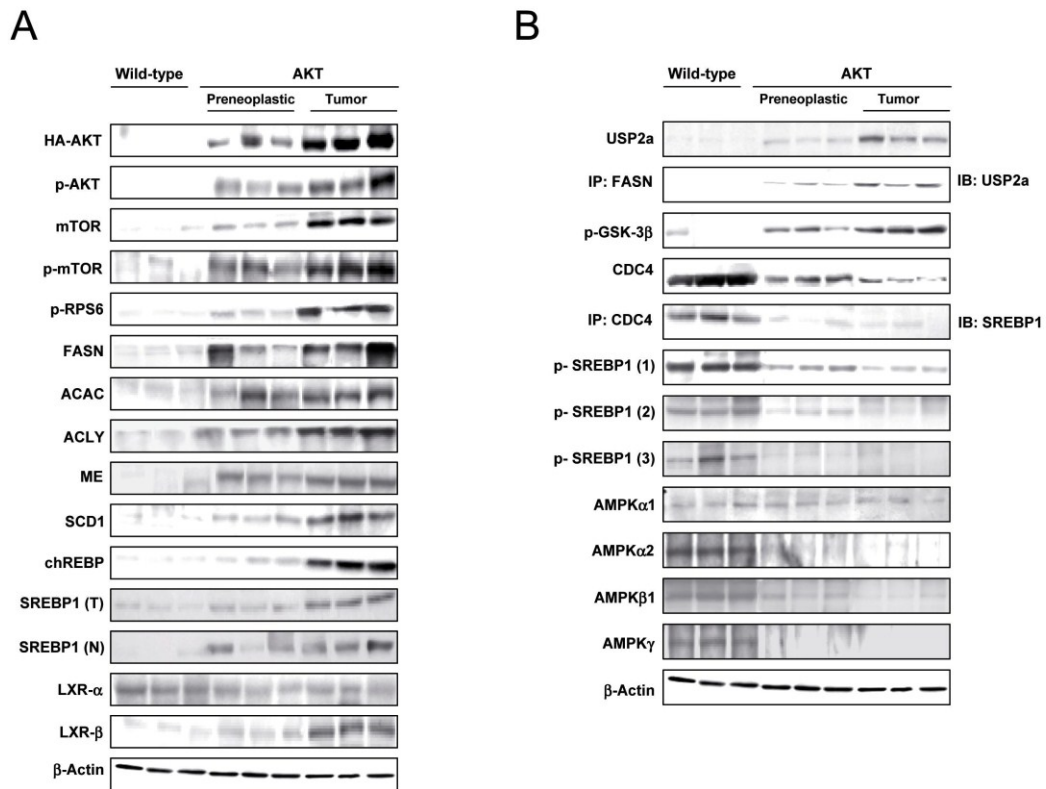 A
Wild-type AKT
Preneoplastic Tumor
HA-AKT
p-AKT
mTOR
p-mTOR
p-RPS6
FASN
ACAC
ACLY
ME
SCD1
chREBP
SREBP1 (T)
SREBP1 (N)
LXR-α
LXR-β
β-Actin
B
Wild-type AKT
Preneoplastic Tumor
USP2a
IP: FASN IB: USP2a
p-GSK-3β
CDC4
IP: CDC4 IB: SREBP1
p- SREBP1 (1)
p- SREBP1 (2)
p- SREBP1 (3)
AMPKα1
AMPKα2
AMPKβ1
AMPKγ
β-Actin